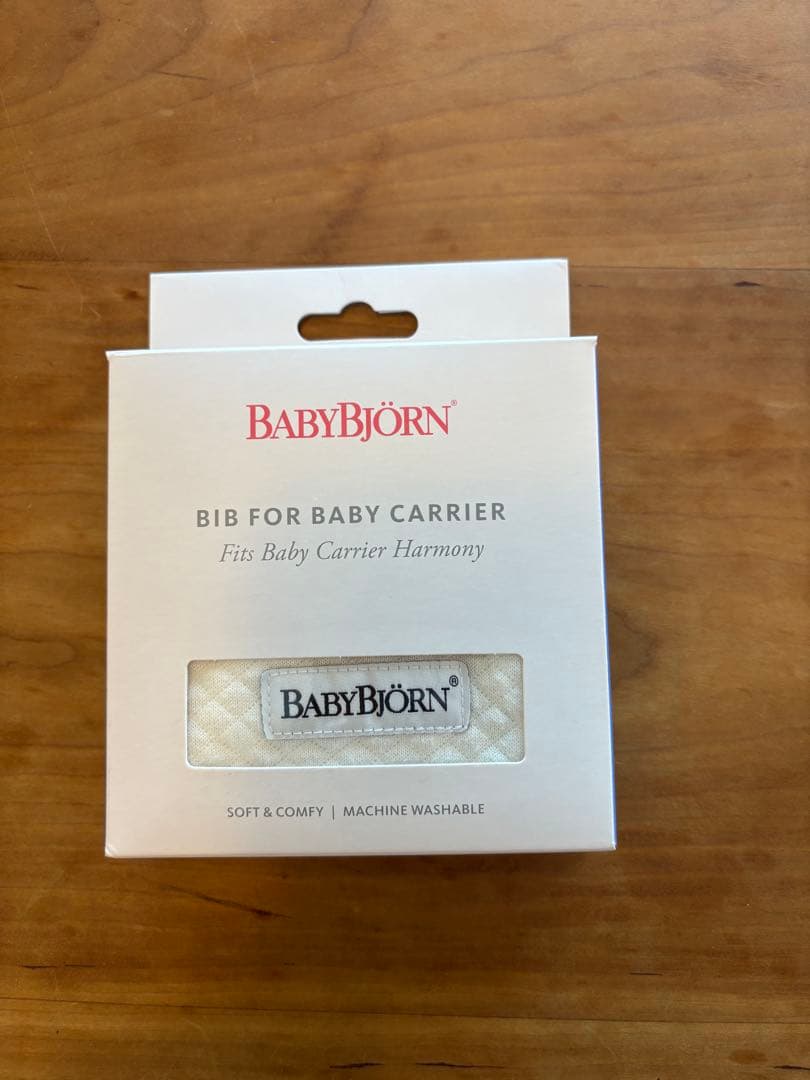 BABYBJÖRN®
BIB FOR BABY CARRIER
Fits Baby Carrier Harmony
BABYBJÖRN®
SOFT & COMFY | MACHINE WASHABLE